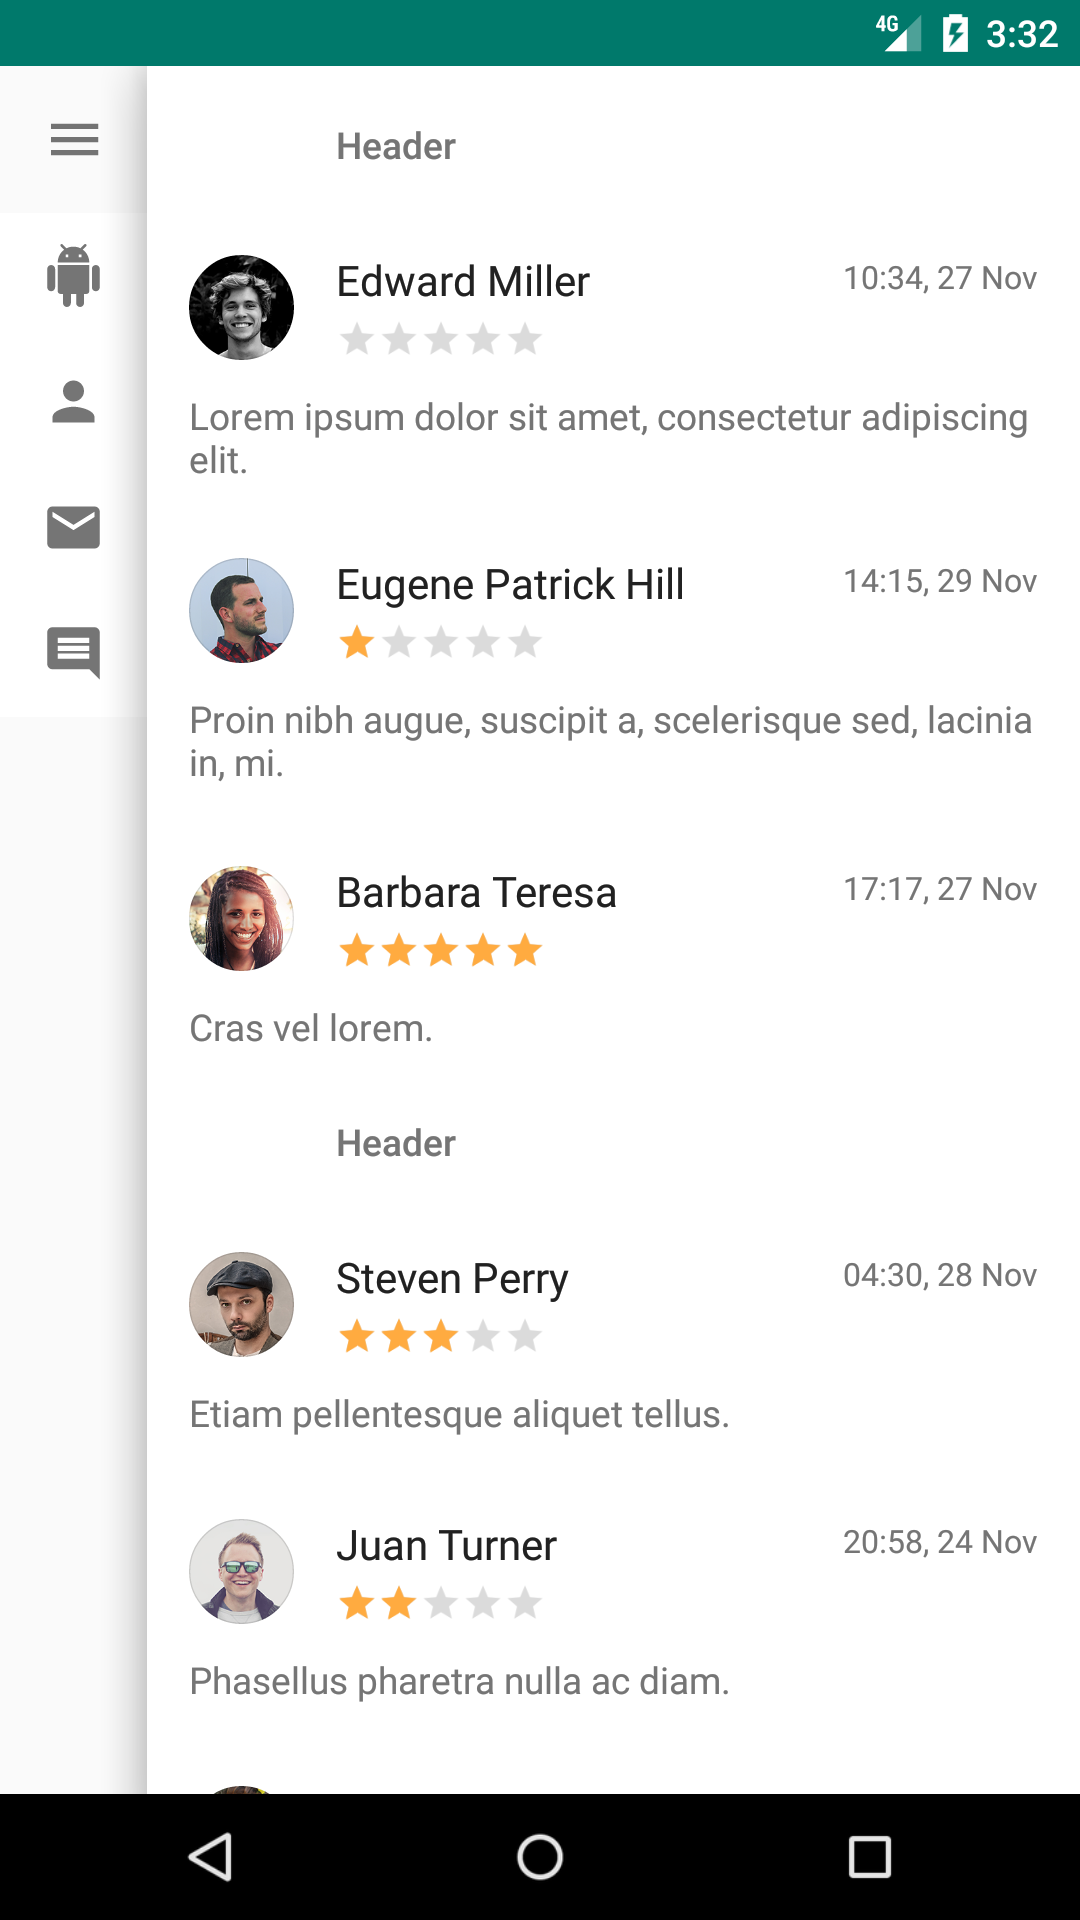 4G 3:32
Header
Edward Miller 10:34, 27 Nov
Lorem ipsum dolor sit amet, consectetur adipiscing
elit.
Eugene Patrick Hill 14:15, 29 Nov
Proin nibh augue, suscipit a, scelerisque sed, lacinia
in, mi.
Barbara Teresa 17:17, 27 Nov
Cras vel lorem.
Header
Steven Perry 04:30, 28 Nov
Etiam pellentesque aliquet tellus.
Juan Turner 20:58, 24 Nov
Phasellus pharetra nulla ac diam.